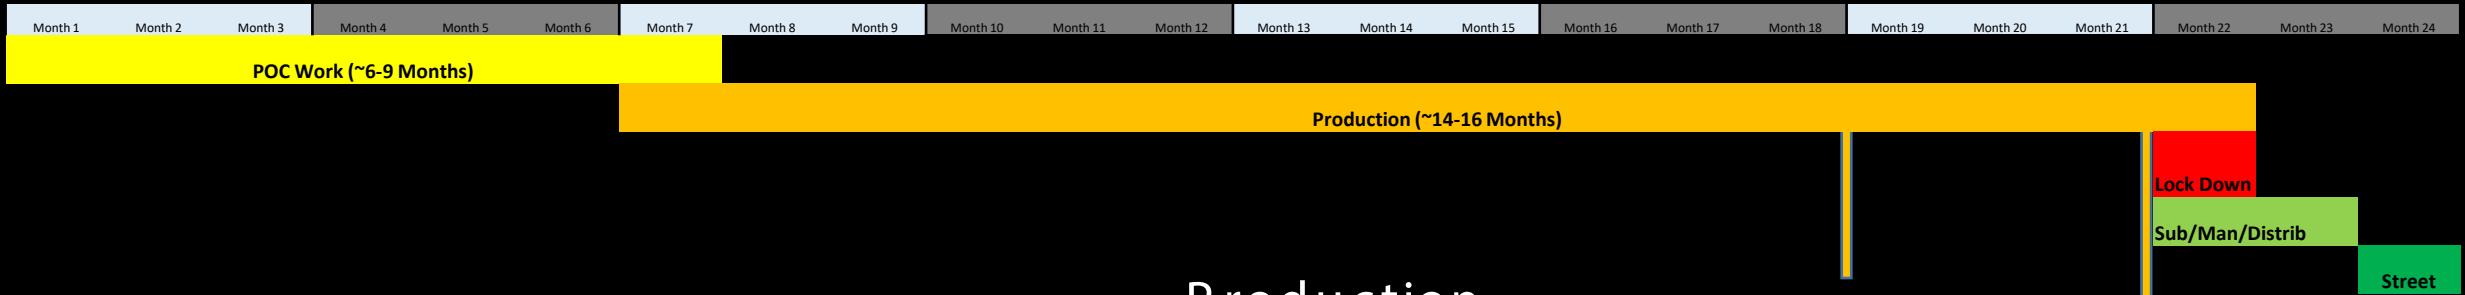 Month 1 Month 2 Month 3 Month 4 Month 5 Month 6 Month 7 Month 8 Month 9 Month 10 Month 11 Month 12 Month 13 Month 14 Month 15 Month 16 Month 17 Month 18 Month 19 Month 20 Month 21 Month 22 Month 23 Month 24
POC Work (~6-9 Months)
Production (~14-16 Months)
Lock Down
Sub/Man/Distrib
Street
Production